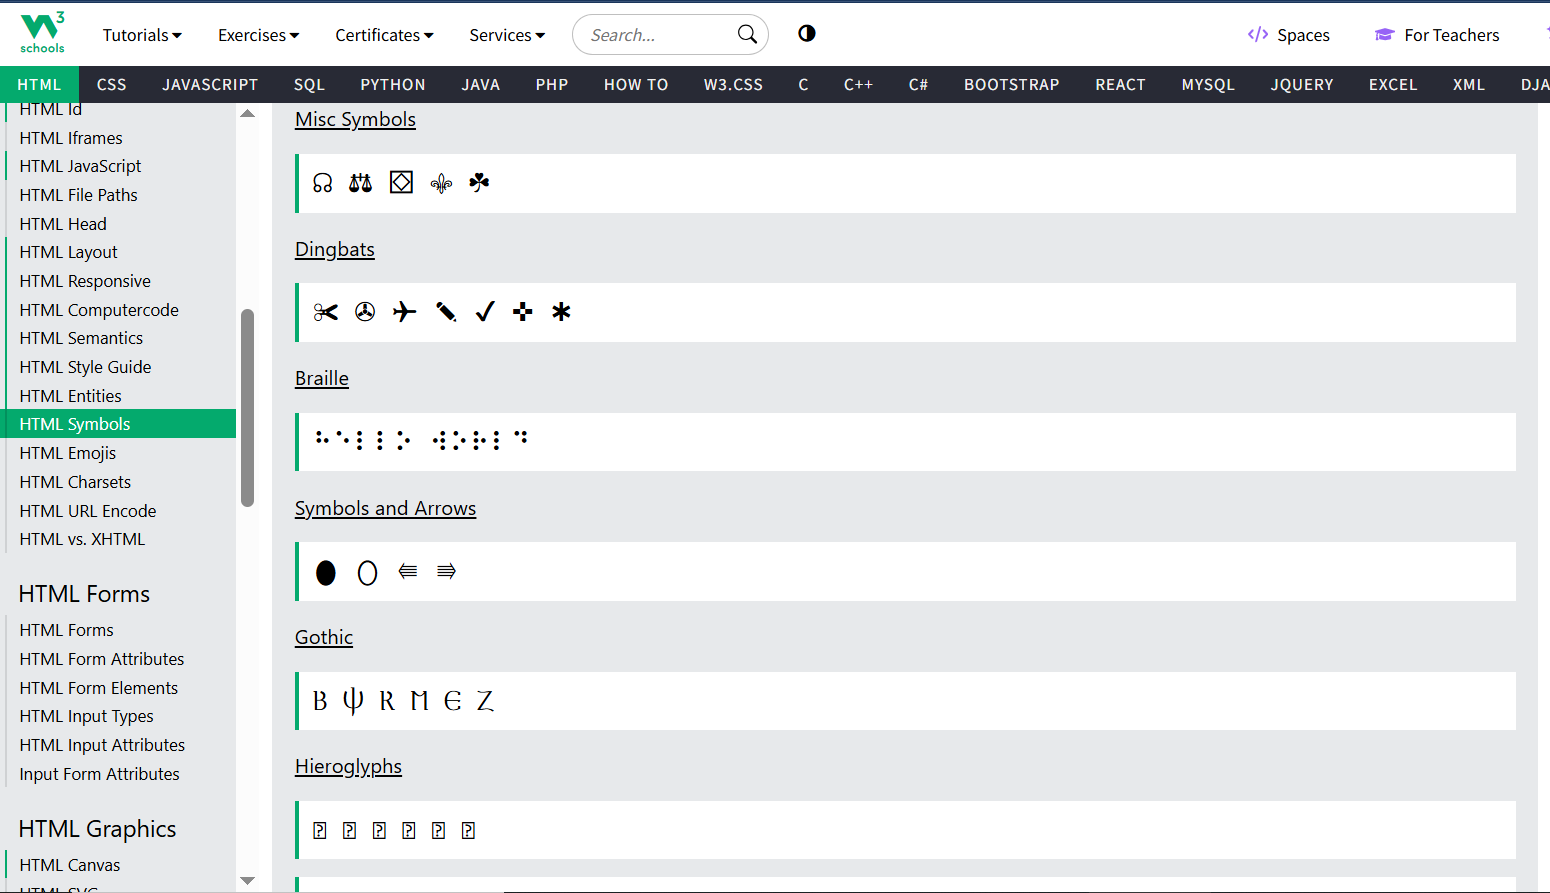 W3 schools
Tutorials Exercises Certificates Services Search... Spaces For Teachers
HTML CSS JAVASCRIPT SQL PYTHON JAVA PHP HOW TO W3.CSS C C++ C# BOOTSTRAP REACT MYSQL JQUERY EXCEL XML DJA
HTML Id
HTML Iframes
HTML JavaScript
HTML File Paths
HTML Head
HTML Layout
HTML Responsive
HTML Computercode
HTML Semantics
HTML Style Guide
HTML Entities
HTML Symbols
HTML Emojis
HTML Charsets
HTML URL Encode
HTML vs. XHTML
HTML Forms
HTML Forms
HTML Form Attributes
HTML Form Elements
HTML Input Types
HTML Input Attributes
Input Form Attributes
HTML Graphics
HTML Canvas
HTML SVG
Misc Symbols
☊ ⚖ ⛋ ⚜ ☘
Dingbats
✄ ✇ ✈ ✎ ✔ ✜ ✱
Braille
⠓⠑⠇⠇⠕ ⠺⠕⠗⠇⠙
Symbols and Arrows
⬮ ⬯ ⭅ ⭆
Gothic
𐌱 𐍈 𐍂 𐌼 𐌴 𐌶
Hieroglyphs